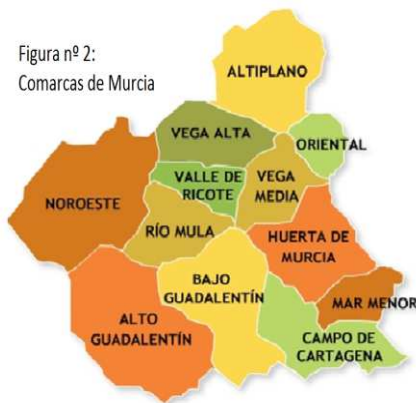 Figura nº 2:
Comarcas de Murcia
ALTIPLANO
VEGA ALTA
ORIENTAL
VALLE DE
RICOTE
VEGA
MEDIA
NOROESTE
RÍO MULA
HUERTA DE
MURCIA
BAJO
GUADALENTÍN
MAR MENOR
ALTO
GUADALENTÍN
CAMPO DE
CARTAGENA